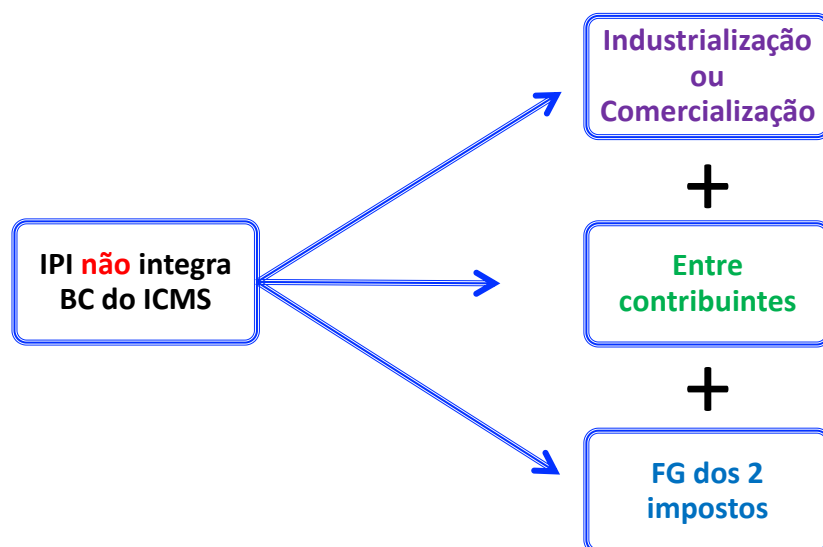 Industrialização
ou
Comercialização
+
IPI não integra
BC do ICMS
Entre
contribuintes
+
FG dos 2
impostos